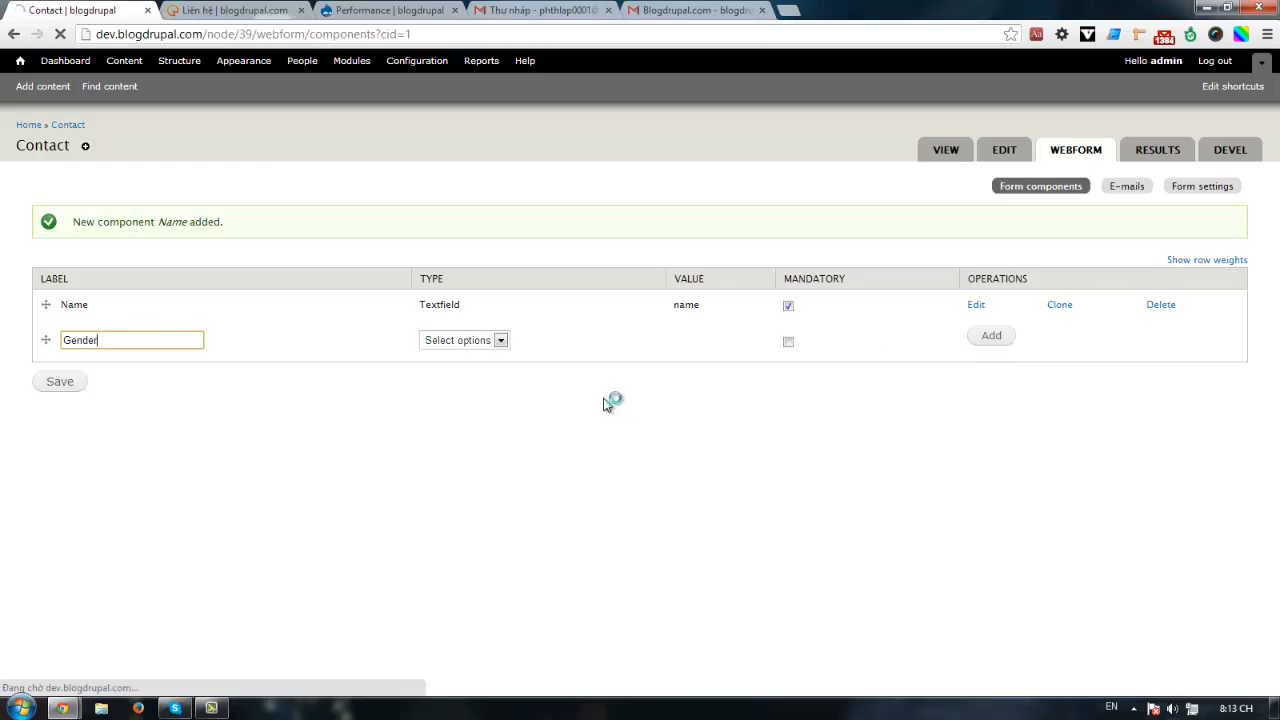 Contact | blogdrupal
Liên hệ | blogdrupal.com
Performance | blogdrupal
Thư nháp - phthlap0001@
Blogdrupal.com - blogdru
dev.blogdrupal.com/node/39/webform/components?cid=1
1384
Dashboard Content Structure Appearance People Modules Configuration Reports Help Hello admin Log out
Add content Find content Edit shortcuts
Home » Contact
Contact
VIEW EDIT WEBFORM RESULTS DEVEL
Form components E-mails Form settings
New component Name added.
Show row weights
LABEL TYPE VALUE MANDATORY OPERATIONS
Name Textfield name Edit Clone Delete
Gender Select options Add
Save
Đang chờ dev.blogdrupal.com...
EN 8:13 CH